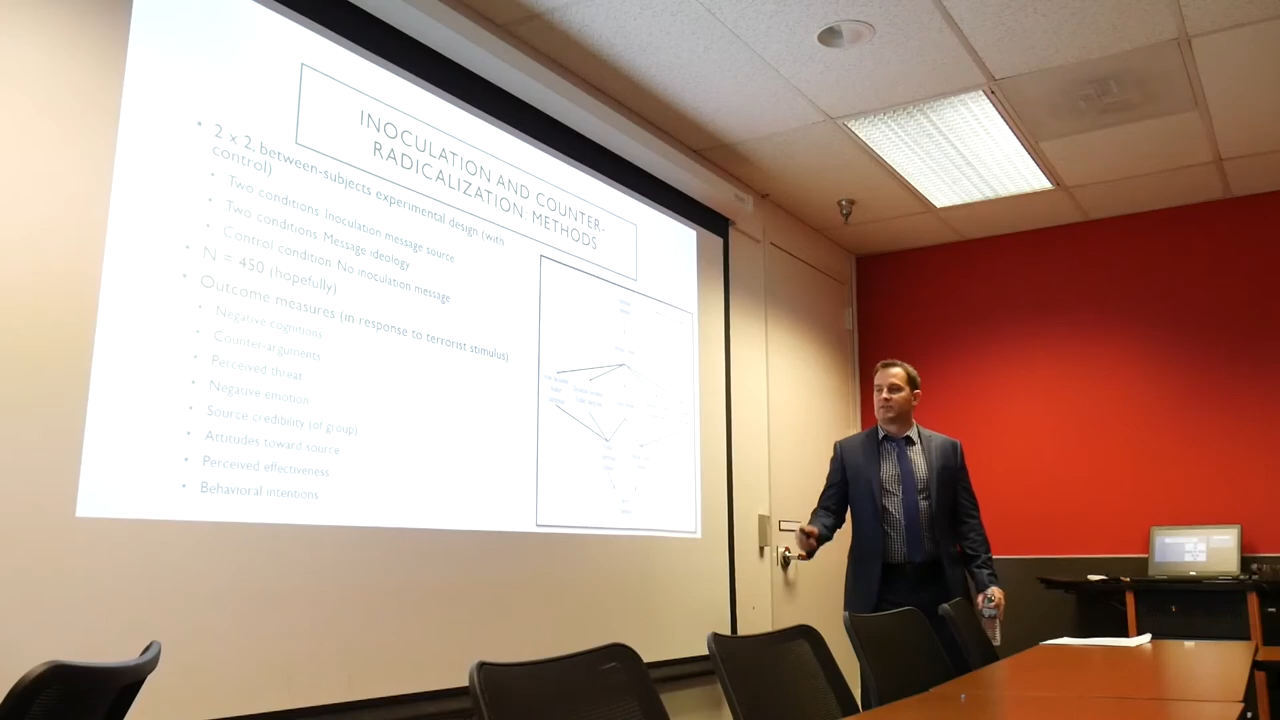 INOCULATION AND COUNTER-
RADICALIZATION: METHODS
• 2 x 2, between-subjects experimental design (with
control).
• Two conditions: Inoculation message source
• Two conditions: Message ideology
• Control condition: No inoculation message
• N = 450 (hopefully)
• Outcome measures (in response to terrorist stimulus)
• Negative cognitions
• Counter-arguments
• Perceived threat
• Negative emotion
• Source credibility (of group)
• Attitudes toward source
• Perceived effectiveness
• Behavioral intentions